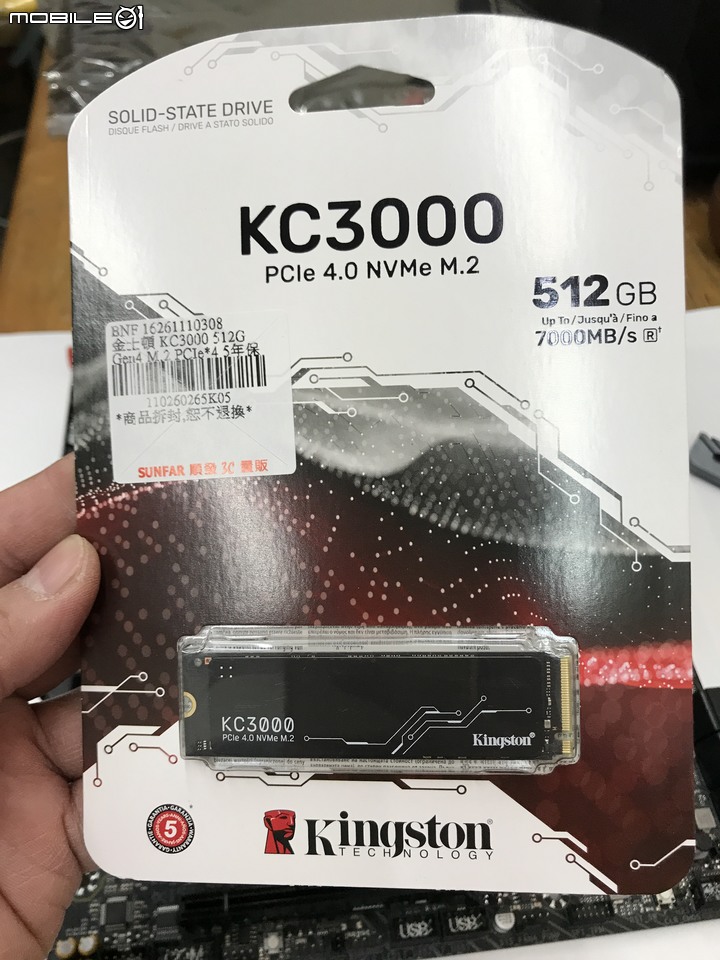 MOBILE01
SOLID-STATE DRIVE
DISQUE FLASH / DRIVE A STATO SOLIDO
KC3000
PCIe 4.0 NVMe M.2
512 GB
Up To / Jusqu'à / Fino a
7000MB/s R†
BNF 16261110308
金士頓 KC3000 512G
Gen4 M.2 PCIe*4 5年保
110260265K05
*商品拆封,恕不退換*
SUNFAR 順發 3C 量販
KC3000
PCIe 4.0 NVMe M.2
Kingston
5
Kingston®
TECHNOLOGY
USB
USB